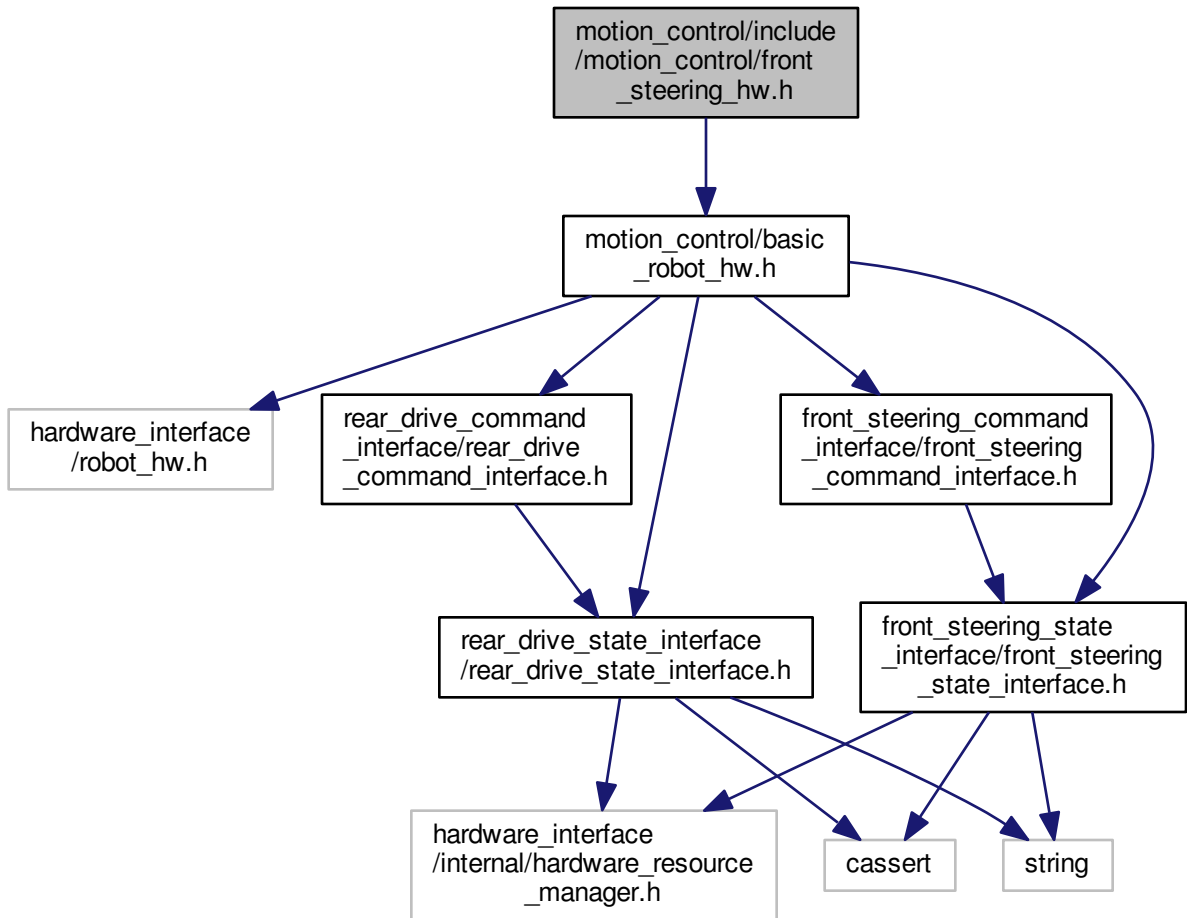 motion_control/include
/motion_control/front
_steering_hw.h
motion_control/basic
_robot_hw.h
hardware_interface
/robot_hw.h
rear_drive_command
_interface/rear_drive
_command_interface.h
front_steering_command
_interface/front_steering
_command_interface.h
rear_drive_state_interface
/rear_drive_state_interface.h
front_steering_state
_interface/front_steering
_state_interface.h
hardware_interface
/internal/hardware_resource
_manager.h
cassert
string